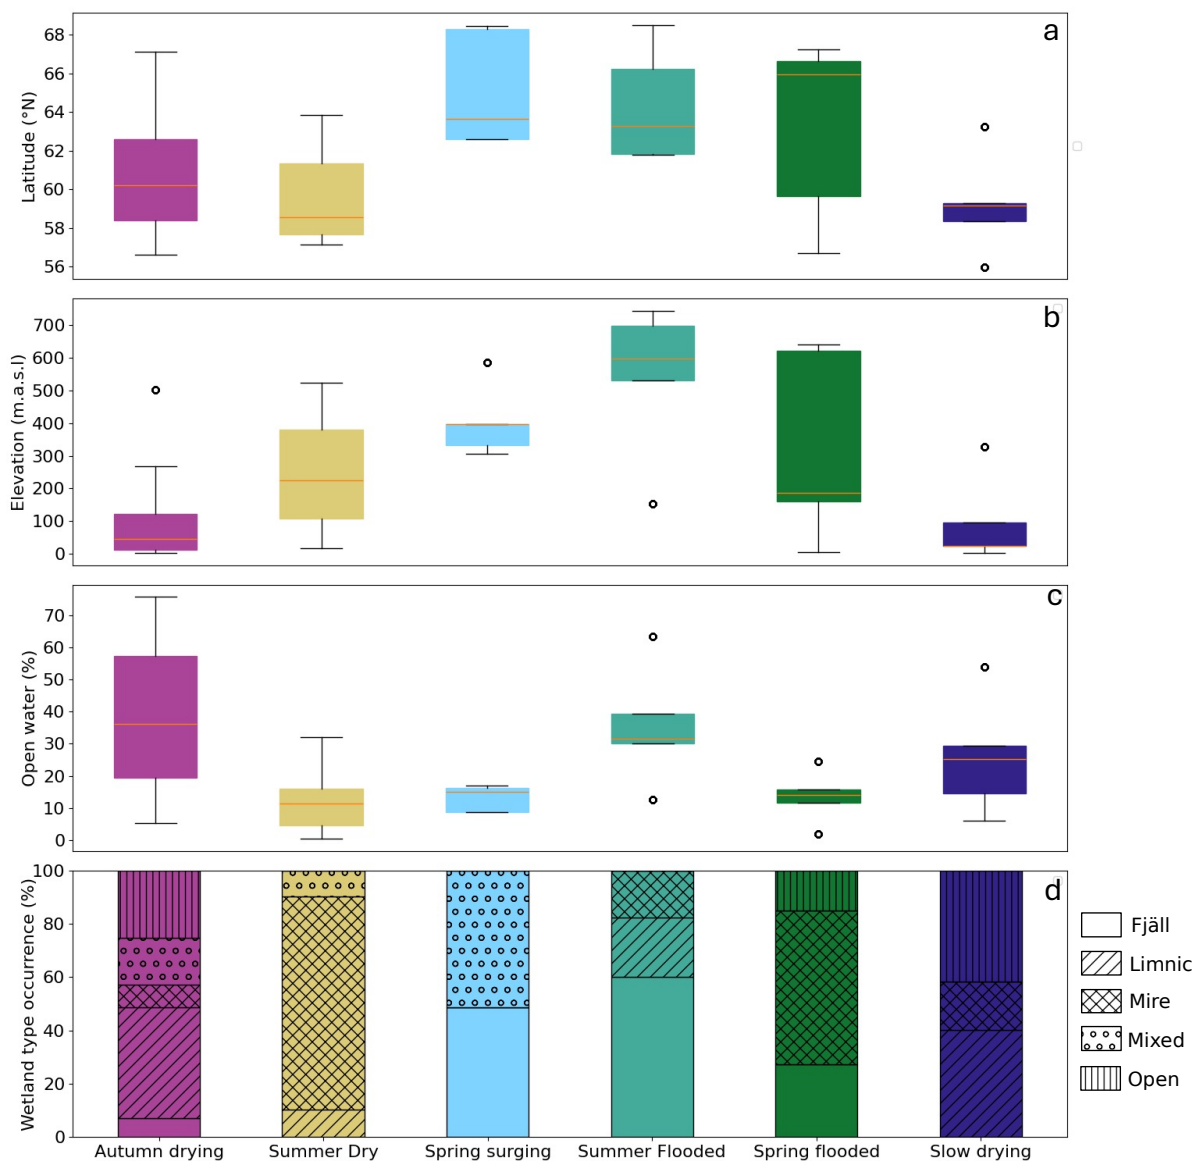 a
Latitude (°N)
68
66
64
62
60
58
56
b
Elevation (m.a.s.l)
700
600
500
400
300
200
100
0
c
Open water (%)
70
60
50
40
30
20
10
0
d
Wetland type occurrence (%)
100
80
60
40
20
0
Fjäll
Limnic
Mire
Mixed
Open
Autumn drying Summer Dry Spring surging Summer Flooded Spring flooded Slow drying